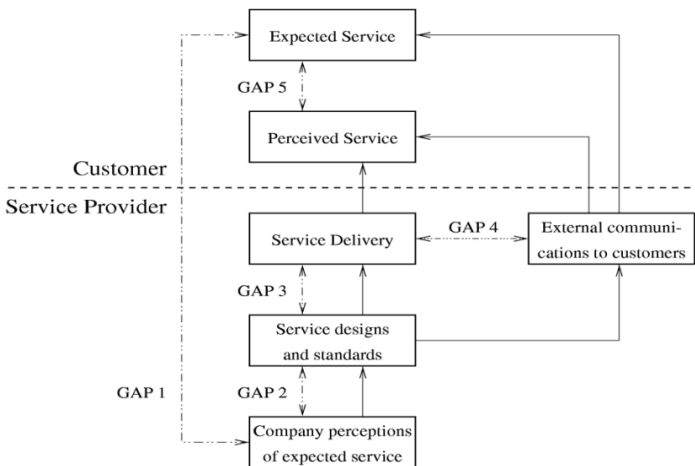 Expected Service
GAP 5
Perceived Service
Customer
Service Provider
Service Delivery
GAP 4
External communi-
cations to customers
GAP 3
Service designs
and standards
GAP 1
GAP 2
Company perceptions
of expected service